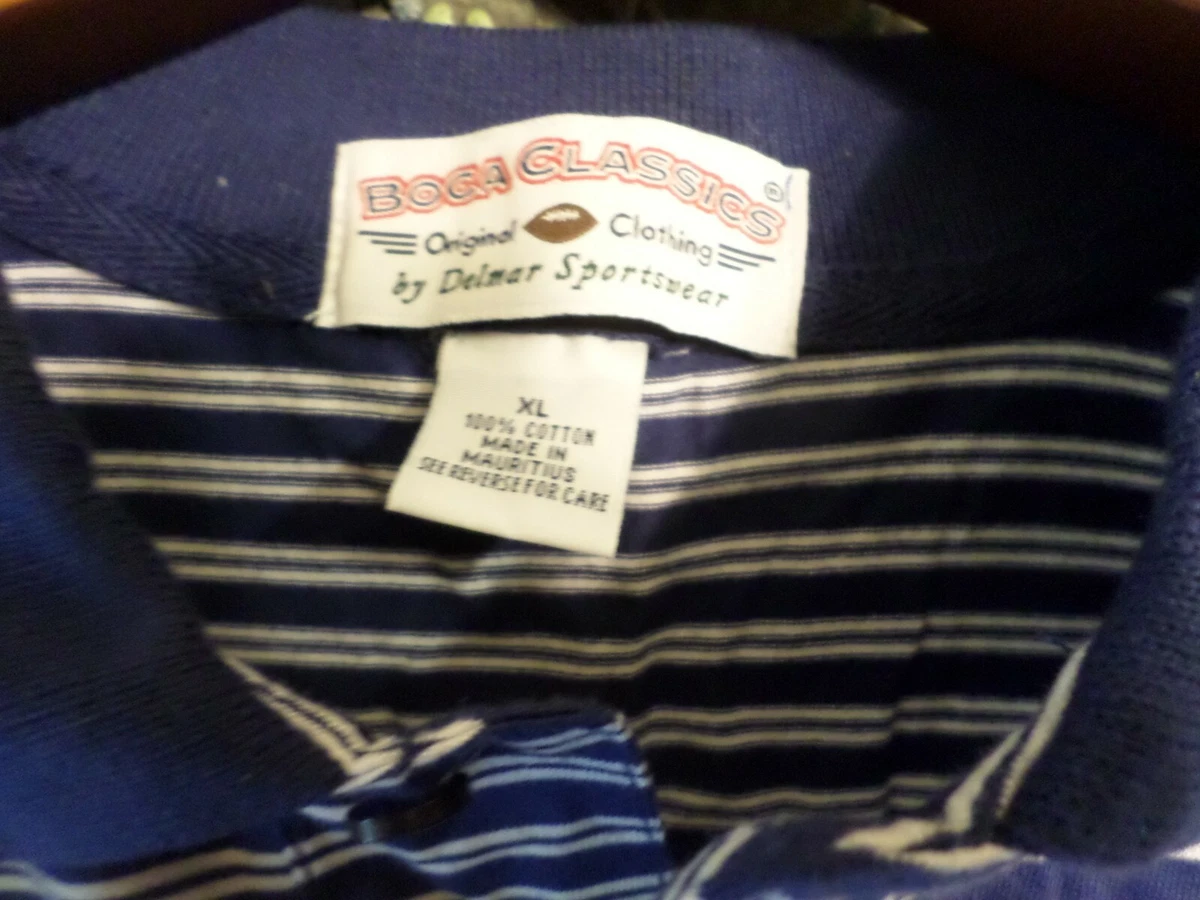 BOCA CLASSICS ®
Original Clothing
by Delmar Sportswear
XL
100% COTTON
MADE IN
MAURITIUS
SEE REVERSE FOR CARE